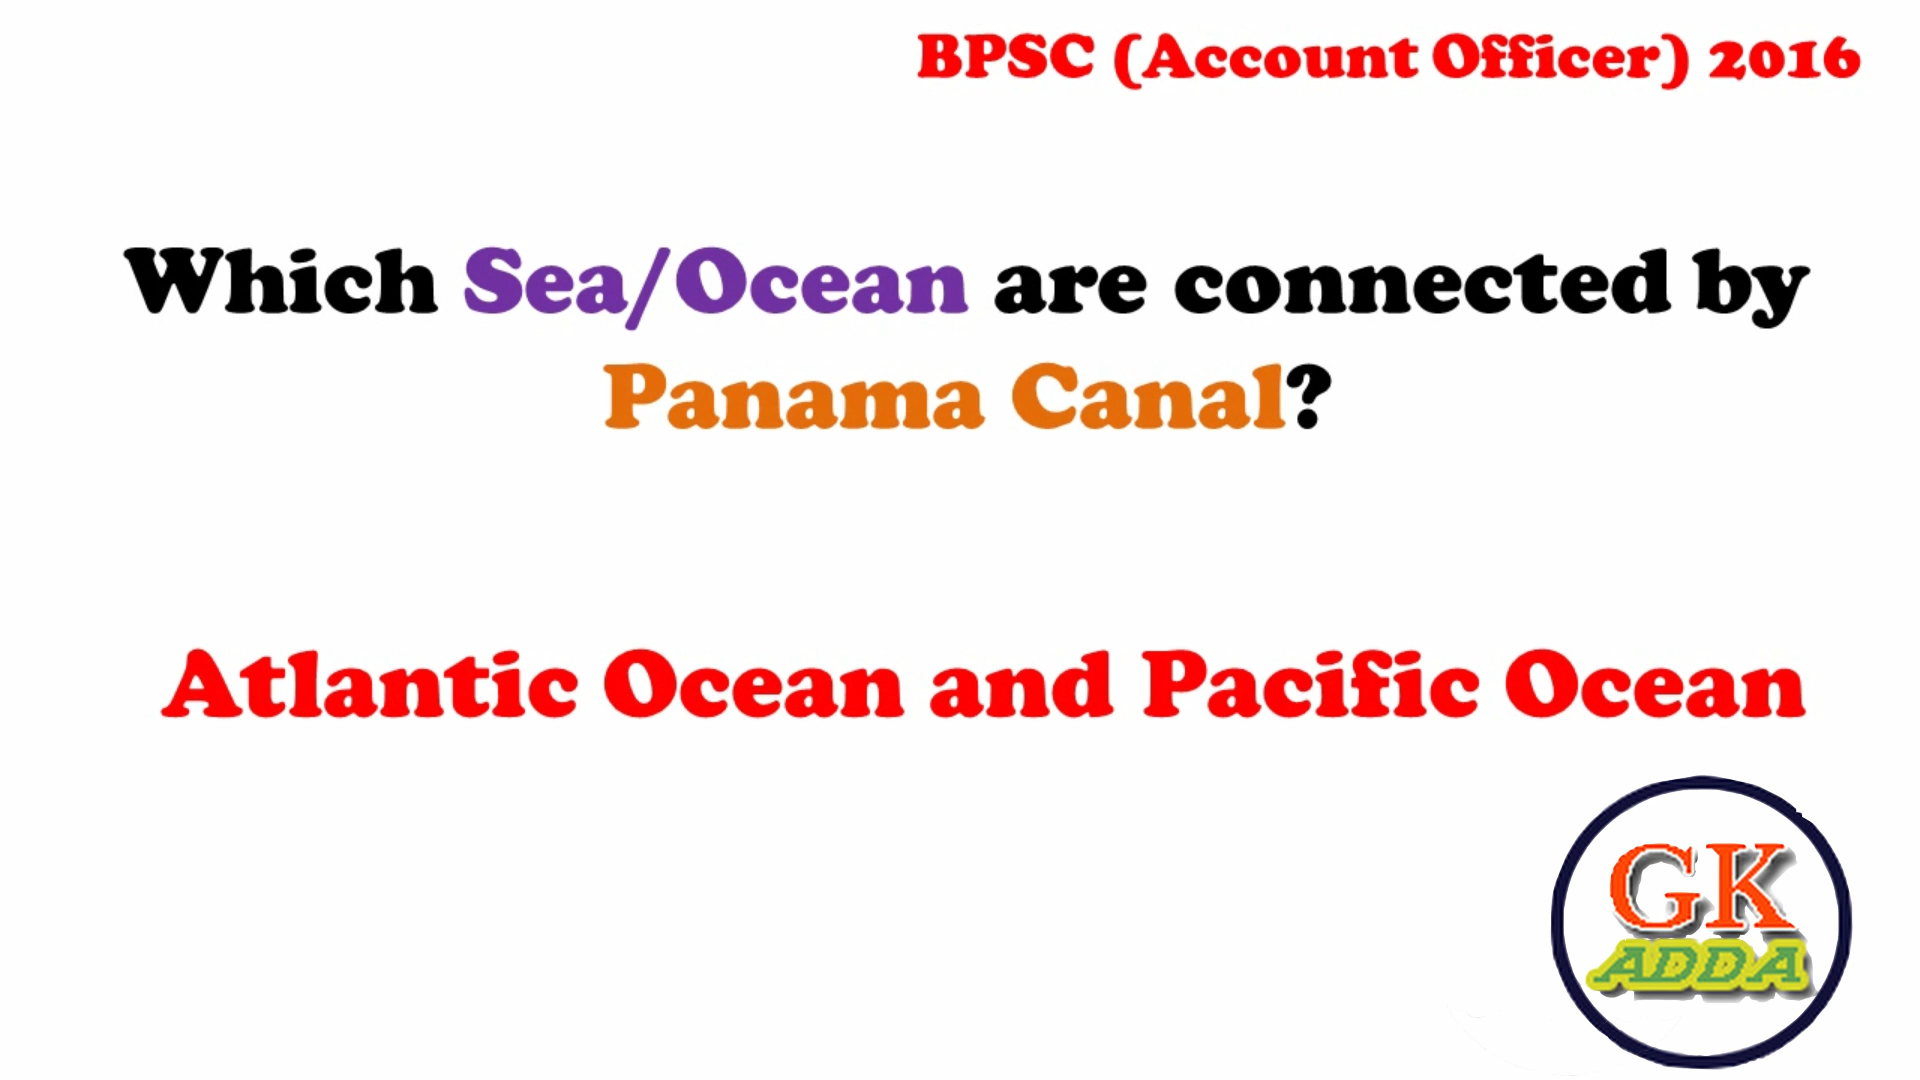 BPSC (Account Officer) 2016
Which Sea/Ocean are connected by
Panama Canal?
Atlantic Ocean and Pacific Ocean
GK
ADDA